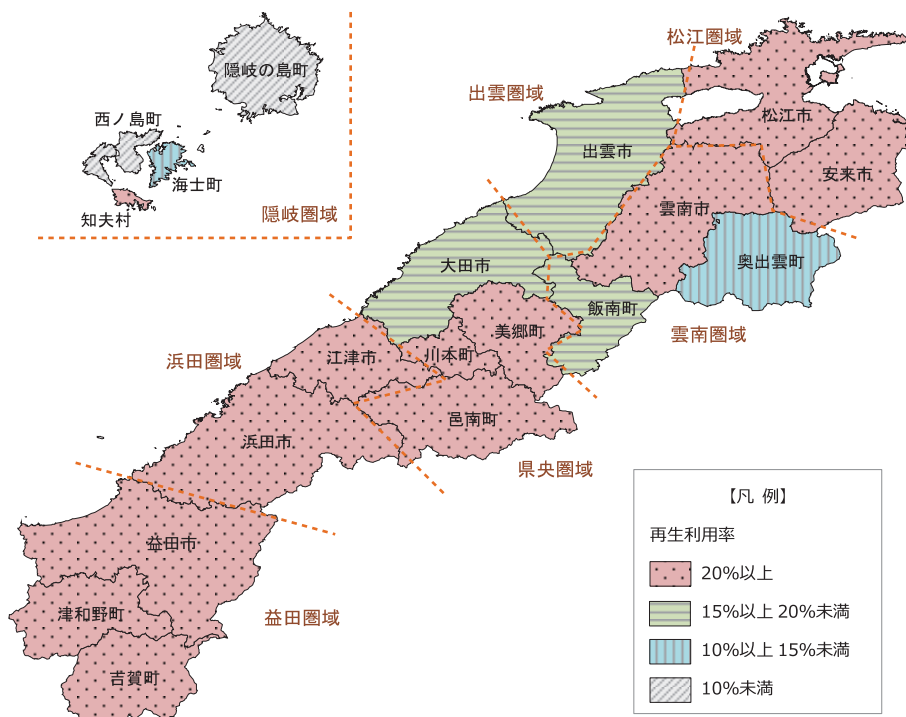 松江圏域
隠岐の島町
出雲圏域
西ノ島町
松江市
出雲市
安来市
海士町
雲南市
知夫村
隠岐圏域
大田市
奥出雲町
飯南町
美郷町
雲南圏域
江津市
川本町
浜田圏域
邑南町
浜田市
県央圏域
【凡 例】
再生利用率
益田市
20%以上
津和野町
15%以上 20%未満
益田圏域
10%以上 15%未満
吉賀町
10%未満